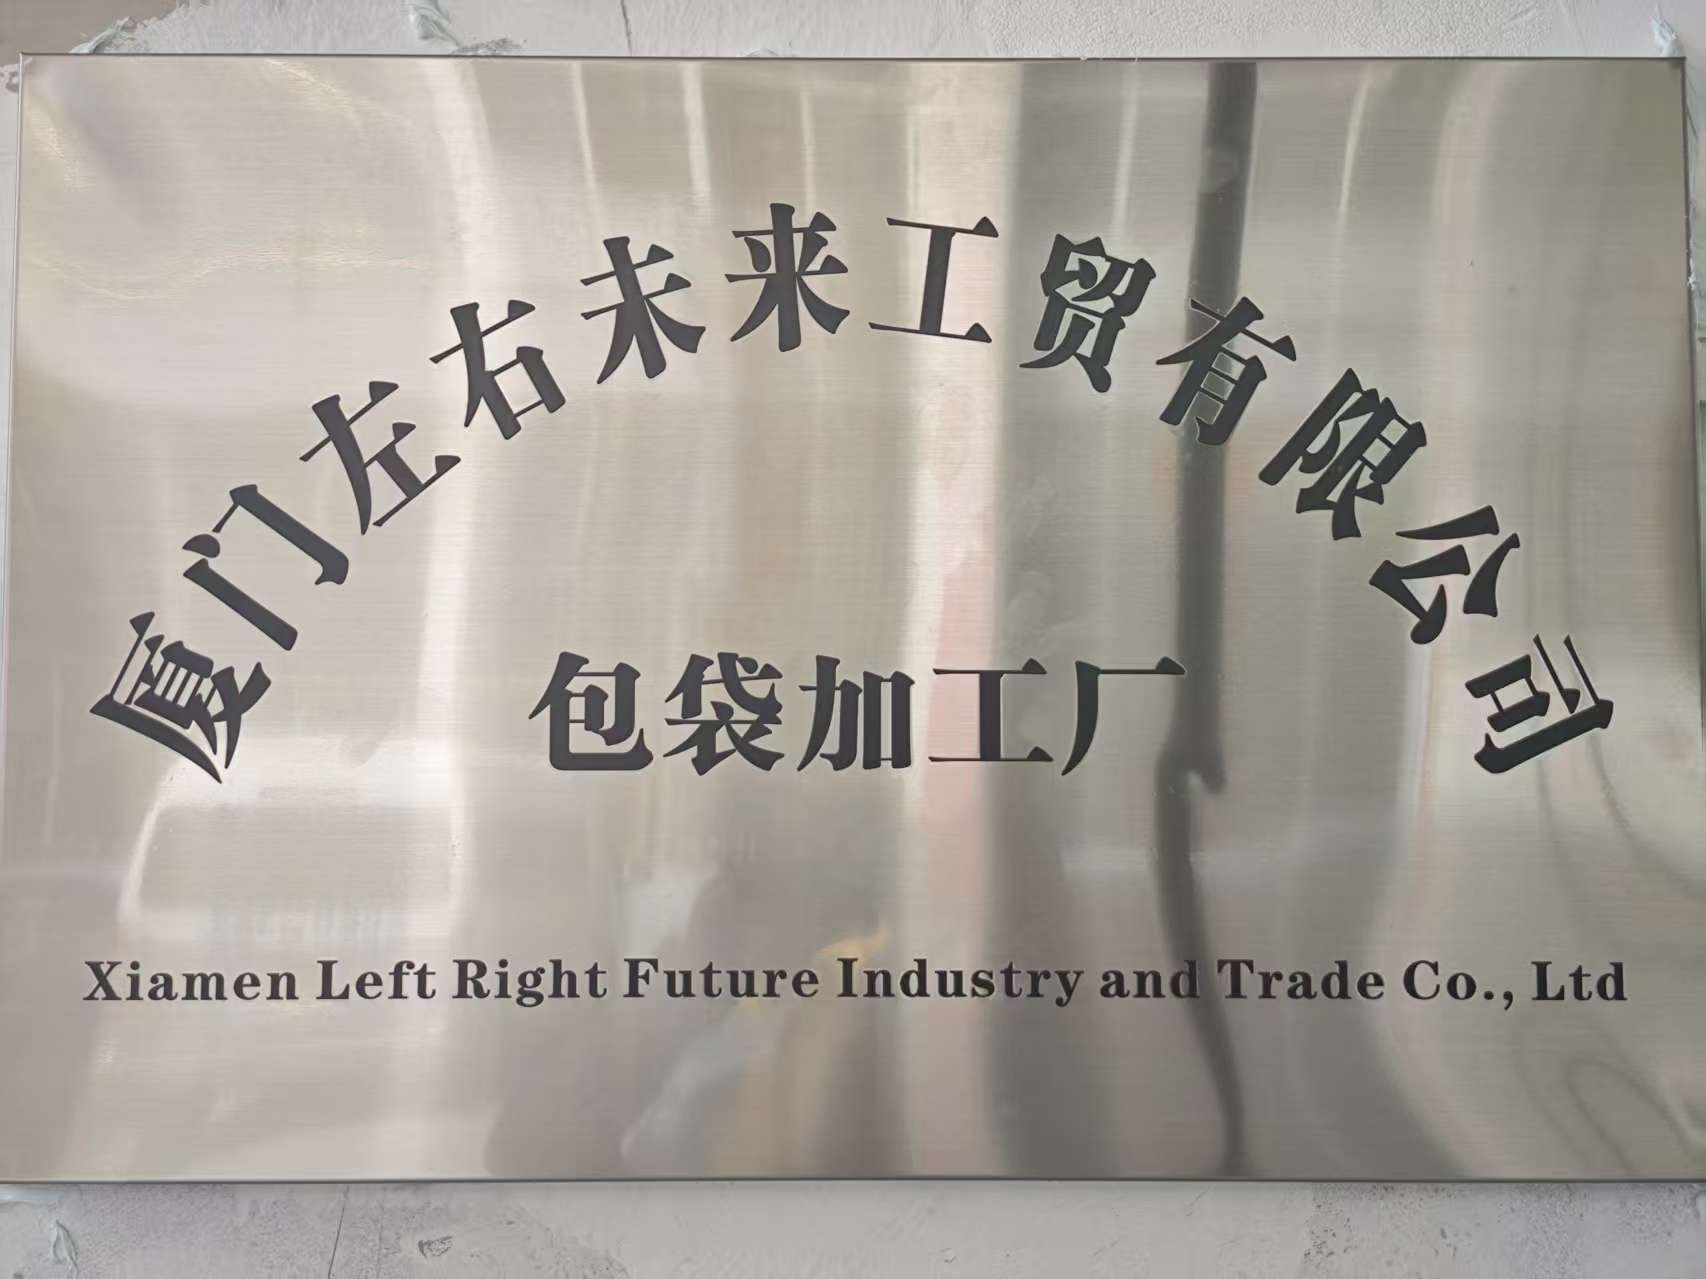 厦门左右未来工贸有限公司
包袋加工厂
Xiamen Left Right Future Industry and Trade Co., Ltd